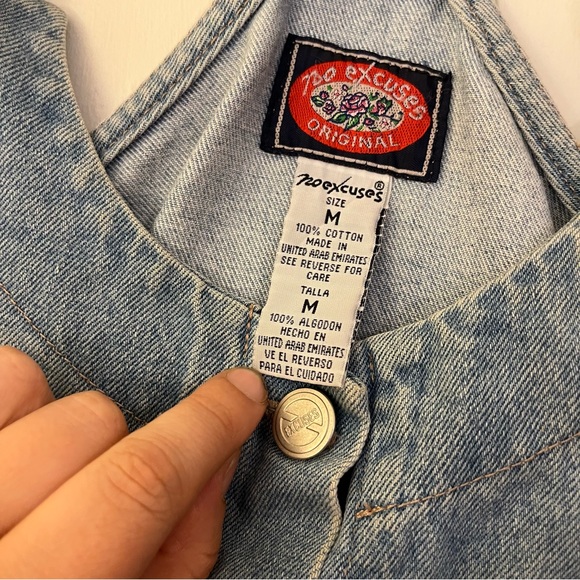 no excuses
ORIGINAL
no excuses®
SIZE
M
100% COTTON
MADE IN
UNITED ARAB EMIRATES
SEE REVERSE FOR
CARE
TALLA
M
100% ALGODON
HECHO EN
UNITED ARAB EMIRATES
VE EL REVERSO
PARA EL CUIDADO